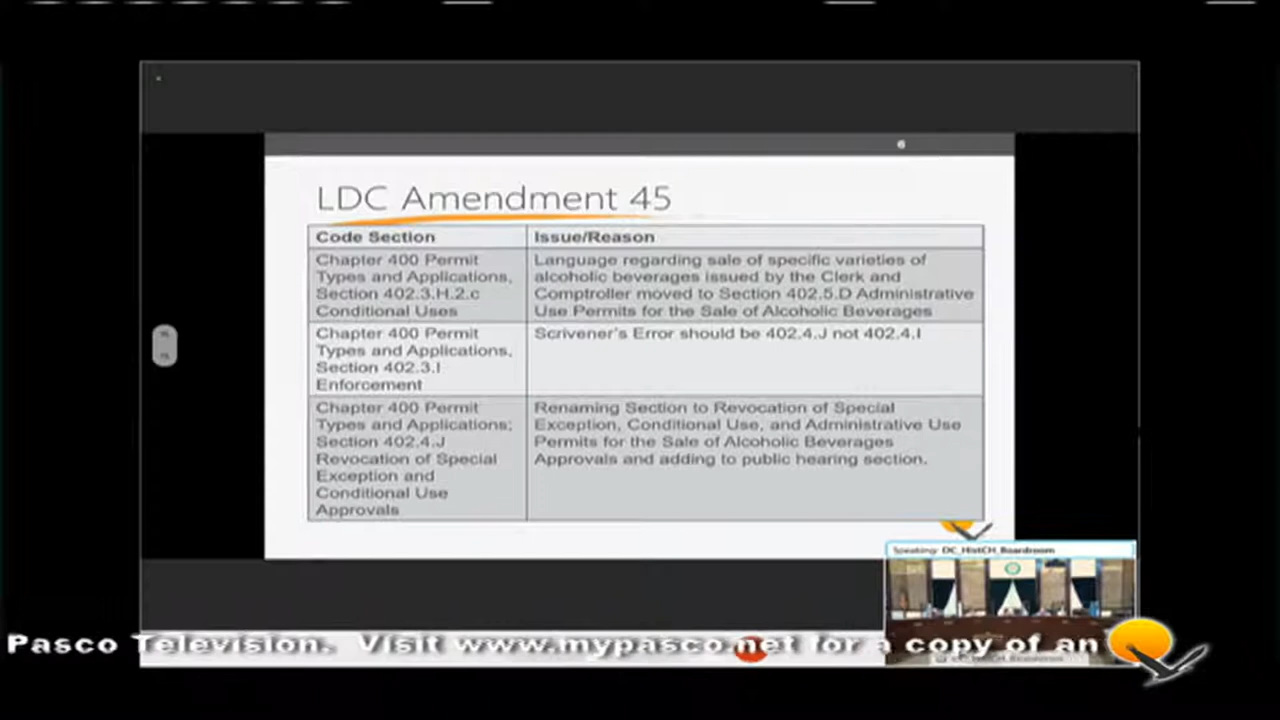 6
LDC Amendment 45
Code Section
Issue/Reason
Chapter 400 Permit
Types and Applications,
Section 402.3.H.2.c
Conditional Uses
Language regarding sale of specific varieties of
alcoholic beverages issued by the Clerk and
Comptroller moved to Section 402.5.D Administrative
Use Permits for the Sale of Alcoholic Beverages
Chapter 400 Permit
Types and Applications,
Section 402.3.I
Enforcement
Scrivener's Error should be 402.4.J not 402.4.I
Chapter 400 Permit
Types and Applications;
Section 402.4.J
Revocation of Special
Exception and
Conditional Use
Approvals
Renaming Section to Revocation of Special
Exception, Conditional Use, and Administrative Use
Permits for the Sale of Alcoholic Beverages
Approvals and adding to public hearing section.
Speaking: DC_HistCH_Boardroom
Pasco Television. Visit www.mypasco.net for a copy of an